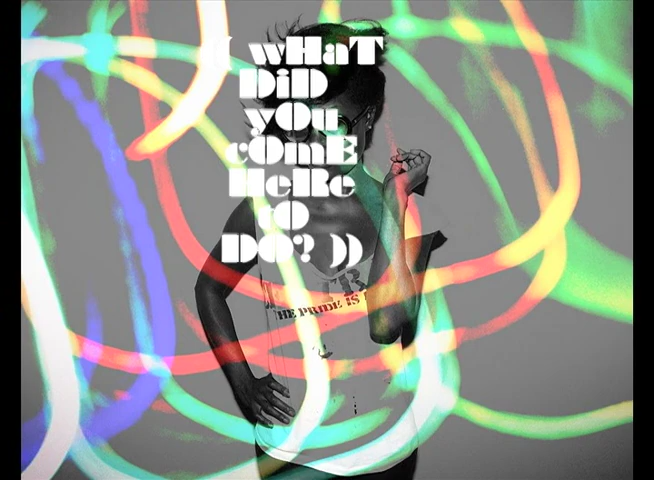 (( wHaT
DiD
yOu
cOmE
HeRe
tO
DO? ))
HE PRIDE IS